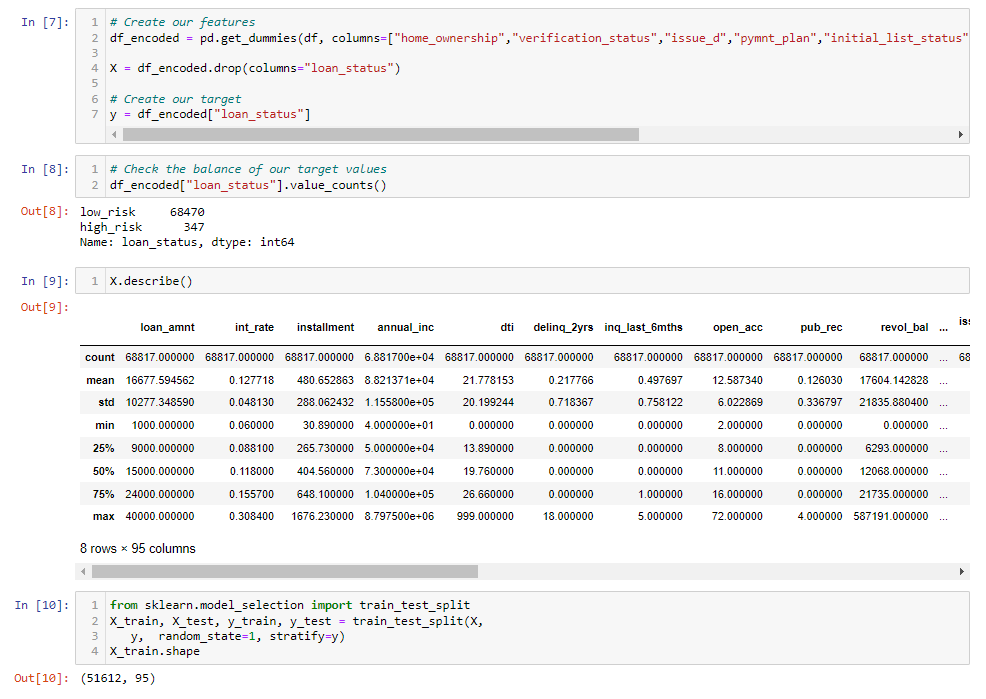 In [7]:
1 # Create our features
2 df_encoded = pd.get_dummies(df, columns=["home_ownership","verification_status","issue_d","pymnt_plan","initial_list_status"
3
4 X = df_encoded.drop(columns="loan_status")
5
6 # Create our target
7 y = df_encoded["loan_status"]
In [8]:
1 # Check the balance of our target values
2 df_encoded["loan_status"].value_counts()
Out[8]:
low_risk 68470
high_risk 347
Name: loan_status, dtype: int64
In [9]:
1 X.describe()
Out[9]:
loan_amnt int_rate installment annual_inc dti delinq_2yrs inq_last_6mths open_acc pub_rec revol_bal ... iss
count 68817.000000 68817.000000 68817.000000 6.881700e+04 68817.000000 68817.000000 68817.000000 68817.000000 68817.000000 68817.000000 ... 68
mean 16677.594562 0.127718 480.652863 8.821371e+04 21.778153 0.217766 0.497697 12.587340 0.126030 17604.142828 ...
std 10277.348590 0.048130 288.062432 1.155800e+05 20.199244 0.718367 0.758122 6.022869 0.336797 21835.880400 ...
min 1000.000000 0.060000 30.890000 4.000000e+01 0.000000 0.000000 0.000000 2.000000 0.000000 0.000000 ...
25% 9000.000000 0.088100 265.730000 5.000000e+04 13.890000 0.000000 0.000000 8.000000 0.000000 6293.000000 ...
50% 15000.000000 0.118000 404.560000 7.300000e+04 19.760000 0.000000 0.000000 11.000000 0.000000 12068.000000 ...
75% 24000.000000 0.155700 648.100000 1.040000e+05 26.660000 0.000000 1.000000 16.000000 0.000000 21735.000000 ...
max 40000.000000 0.308400 1676.230000 8.797500e+06 999.000000 18.000000 5.000000 72.000000 4.000000 587191.000000 ...
8 rows × 95 columns
In [10]:
1 from sklearn.model_selection import train_test_split
2 X_train, X_test, y_train, y_test = train_test_split(X,
3 y, random_state=1, stratify=y)
4 X_train.shape
Out[10]: (51612, 95)